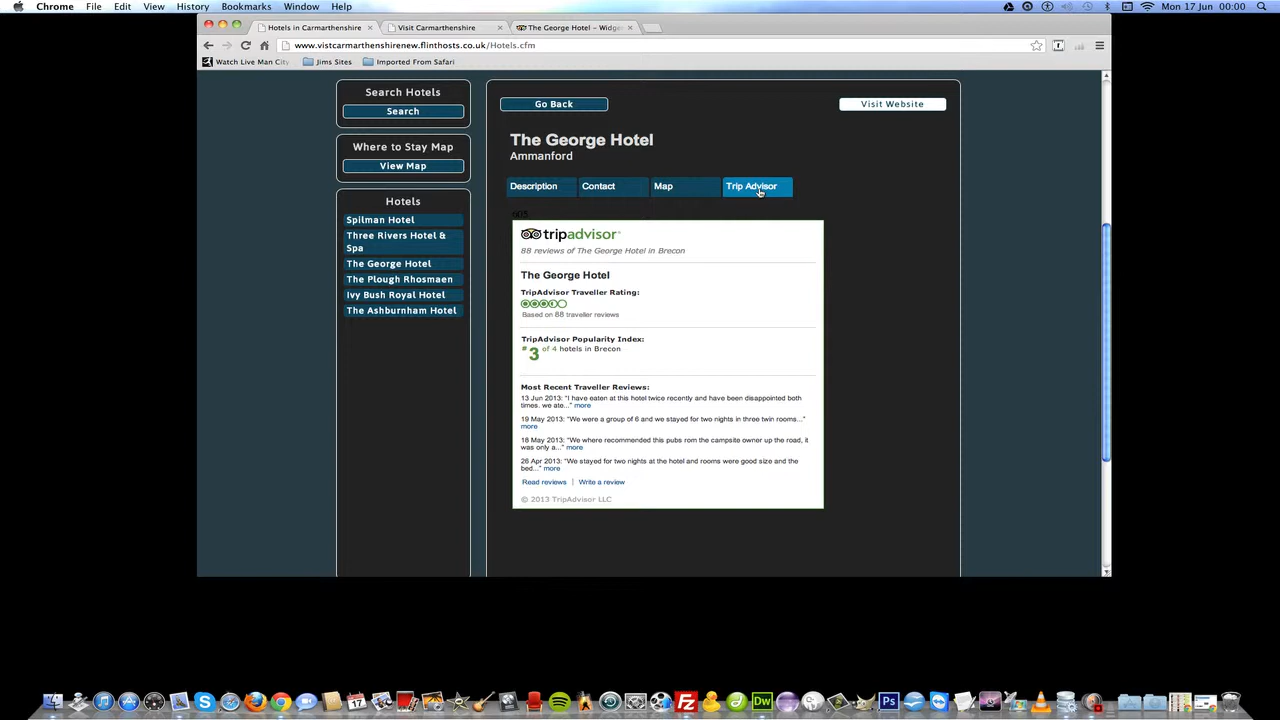 Chrome File Edit View History Bookmarks Window Help
Mon 17 Jun 00:00
Hotels in Carmarthenshire
Visit Carmarthenshire
The George Hotel – Widge
www.vistcarmarthenshirenew.flinthosts.co.uk/Hotels.cfm
Watch Live Man City
Jims Sites
Imported From Safari
Search Hotels
Search
Where to Stay Map
View Map
Hotels
Spilman Hotel
Three Rivers Hotel &
Spa
The George Hotel
The Plough Rhosmaen
Ivy Bush Royal Hotel
The Ashburnham Hotel
Go Back
Visit Website
The George Hotel
Ammanford
Description
Contact
Map
Trip Advisor
tripadvisor
88 reviews of The George Hotel in Brecon
The George Hotel
TripAdvisor Traveller Rating:
Based on 88 traveller reviews
TripAdvisor Popularity Index:
# 3 of 4 hotels in Brecon
Most Recent Traveller Reviews:
13 Jun 2013: "I have eaten at this hotel twice recently and have been disappointed both
times. we ate..." more
19 May 2013: "We were a group of 6 and we stayed for two nights in three twin rooms..."
more
18 May 2013: "We where recommended this pubs rom the campsite owner up the road, it
was only a..." more
26 Apr 2013: "We stayed for two nights at the hotel and rooms were good size and the
bed..." more
Read reviews | Write a review
© 2013 TripAdvisor LLC
17
Fz
Dw
Ps